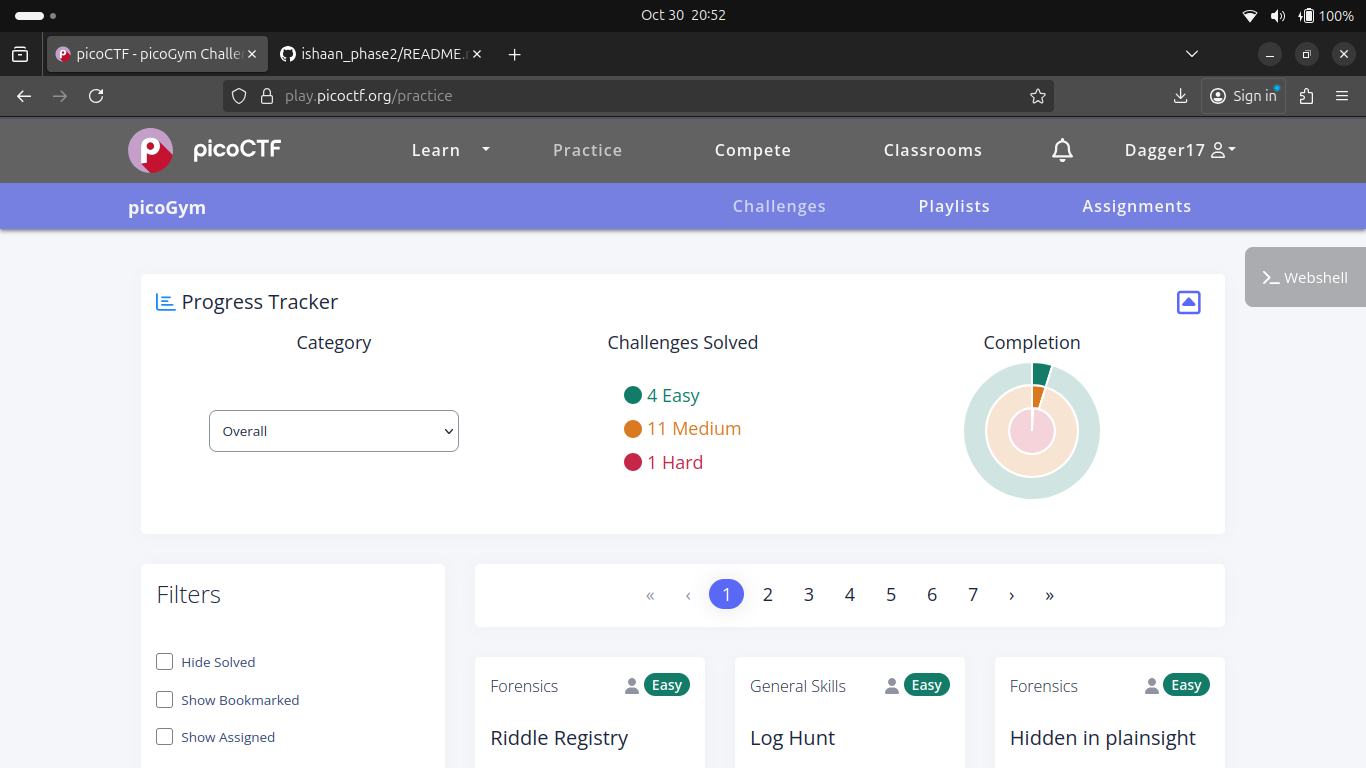 Oct 30 20:52
100%
picoCTF - picoGym Challe
ishaan_phase2/README.
play.picoctf.org/practice
Sign in
picoCTF
Learn
Practice
Compete
Classrooms
Dagger17
picoGym
Challenges
Playlists
Assignments
Webshell
Progress Tracker
Category
Challenges Solved
Completion
4 Easy
Overall
11 Medium
1 Hard
Filters
« ‹ 1 2 3 4 5 6 7 › »
Hide Solved
Show Bookmarked
Show Assigned
Forensics
Easy
Riddle Registry
General Skills
Easy
Log Hunt
Forensics
Easy
Hidden in plainsight